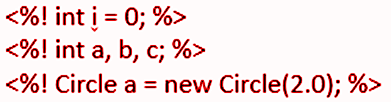 <%! int i = 0; %>
<%! int a, b, c; %>
<%! Circle a = new Circle(2.0); %>